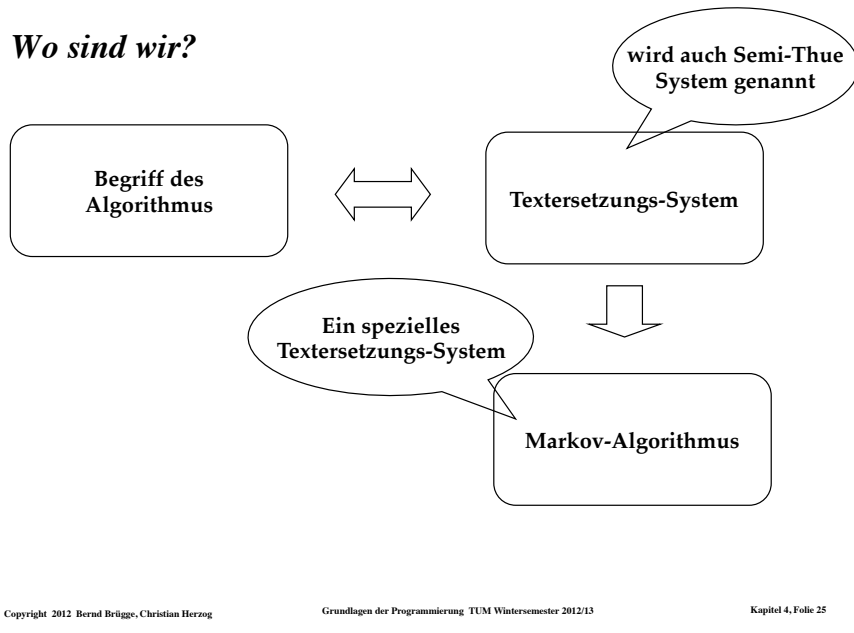 Wo sind wir?
wird auch Semi-Thue
System genannt
Begriff des
Algorithmus
Textersetzungs-System
Ein spezielles
Textersetzungs-System
Markov-Algorithmus
Copyright 2012 Bernd Brügge, Christian Herzog
Grundlagen der Programmierung TUM Wintersemester 2012/13
Kapitel 4, Folie 25